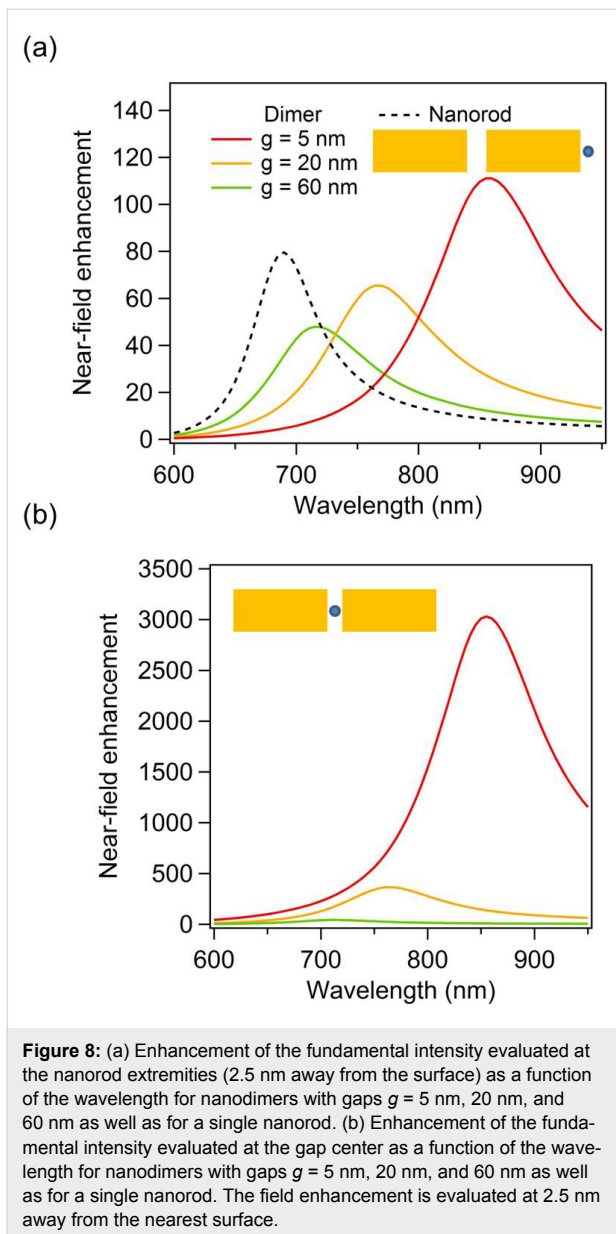 (a)
Near-field enhancement
140
120
100
80
60
40
20
0
Dimer
g = 5 nm
g = 20 nm
g = 60 nm
Nanorod
600 700 800 900
Wavelength (nm)
(b)
Near-field enhancement
3500
3000
2500
2000
1500
1000
500
0
600 700 800 900
Wavelength (nm)
Figure 8: (a) Enhancement of the fundamental intensity evaluated at
the nanorod extremities (2.5 nm away from the surface) as a function
of the wavelength for nanodimers with gaps g = 5 nm, 20 nm, and
60 nm as well as for a single nanorod. (b) Enhancement of the funda-
mental intensity evaluated at the gap center as a function of the wave-
length for nanodimers with gaps g = 5 nm, 20 nm, and 60 nm as well
as for a single nanorod. The field enhancement is evaluated at 2.5 nm
away from the nearest surface.